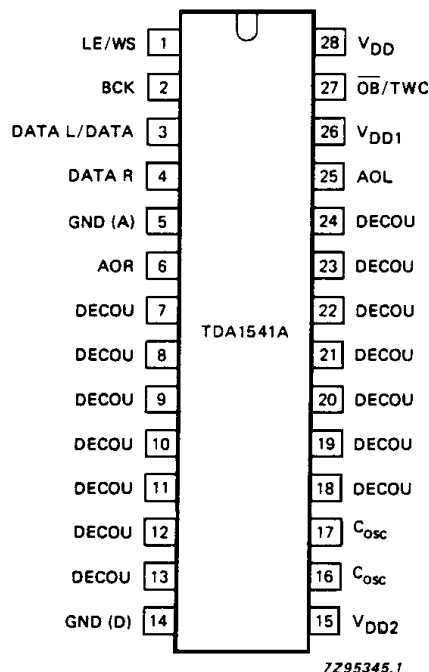 LE/WS 1 28 VDD
BCK 2 27 OB/TWC
DATA L/DATA 3 26 VDD1
DATA R 4 25 AOL
GND (A) 5 24 DECOU
AOR 6 23 DECOU
DECOU 7 22 DECOU
TDA1541A
DECOU 8 21 DECOU
DECOU 9 20 DECOU
DECOU 10 19 DECOU
DECOU 11 18 DECOU
DECOU 12 17 Cosc
DECOU 13 16 Cosc
GND (D) 14 15 VDD2
7Z95345.1